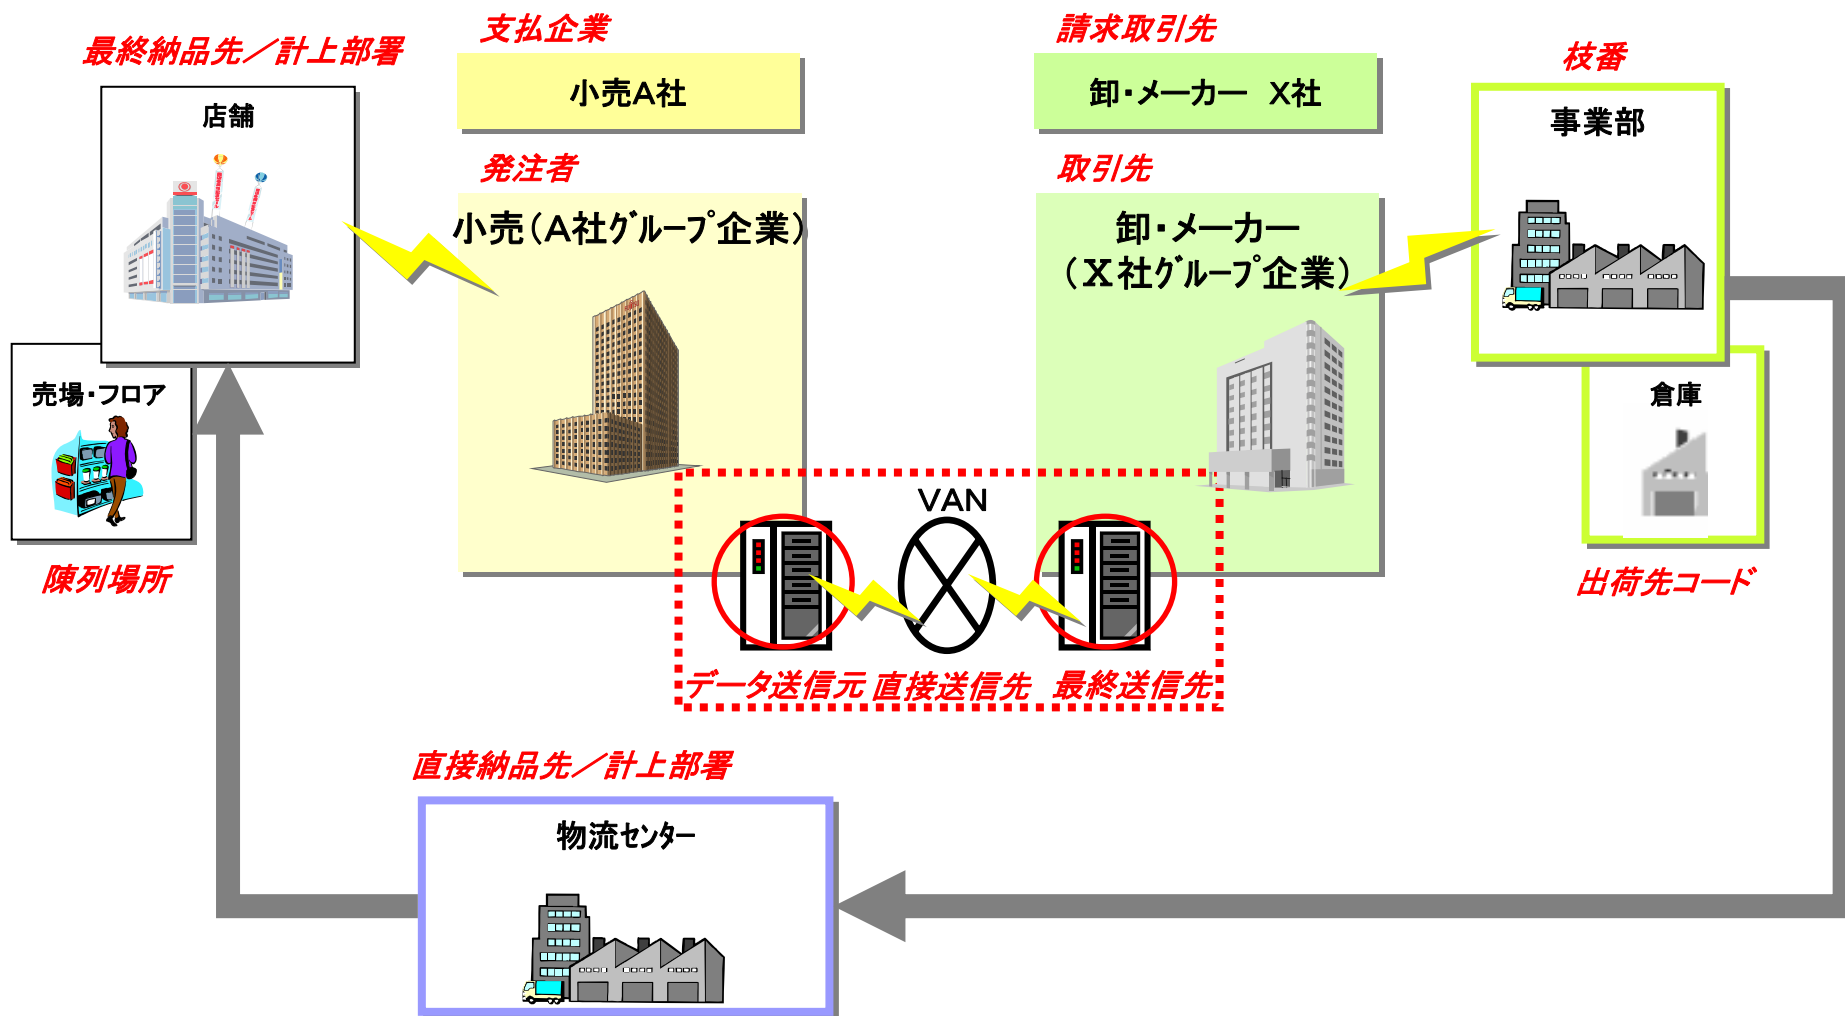 支払企業
請求取引先
最終納品先／計上部署
枝番
小売A社
卸・メーカー X社
店舗
事業部
発注者
取引先
小売（A社グループ企業）
卸・メーカー
（X社グループ企業）
売場・フロア
倉庫
VAN
陳列場所
出荷先コード
データ送信元
直接送信先
最終送信先
直接納品先／計上部署
物流センター